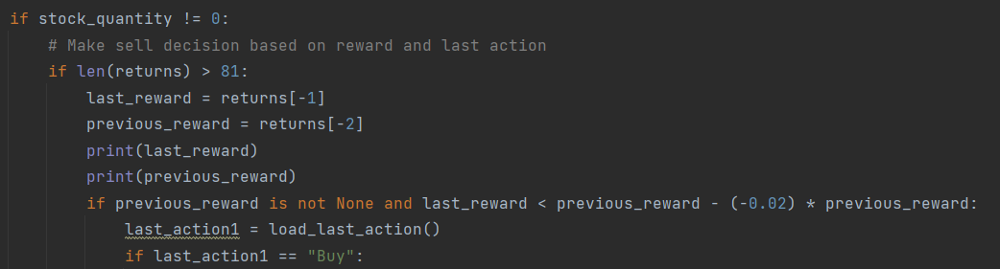 if stock_quantity != 0:
# Make sell decision based on reward and last action
if len(returns) > 81:
last_reward = returns[-1]
previous_reward = returns[-2]
print(last_reward)
print(previous_reward)
if previous_reward is not None and last_reward < previous_reward - (-0.02) * previous_reward:
last_action1 = load_last_action()
if last_action1 == "Buy":